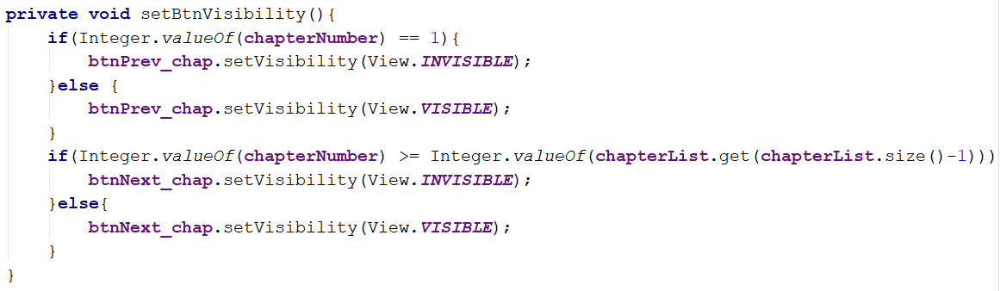 private void setBtnVisibility(){
    if(Integer.valueOf(chapterNumber) == 1){
        btnPrev_chap.setVisibility(View.INVISIBLE);
    }else {
        btnPrev_chap.setVisibility(View.VISIBLE);
    }
    if(Integer.valueOf(chapterNumber) >= Integer.valueOf(chapterList.get(chapterList.size()-1)))
        btnNext_chap.setVisibility(View.INVISIBLE);
    }else{
        btnNext_chap.setVisibility(View.VISIBLE);
    }
}